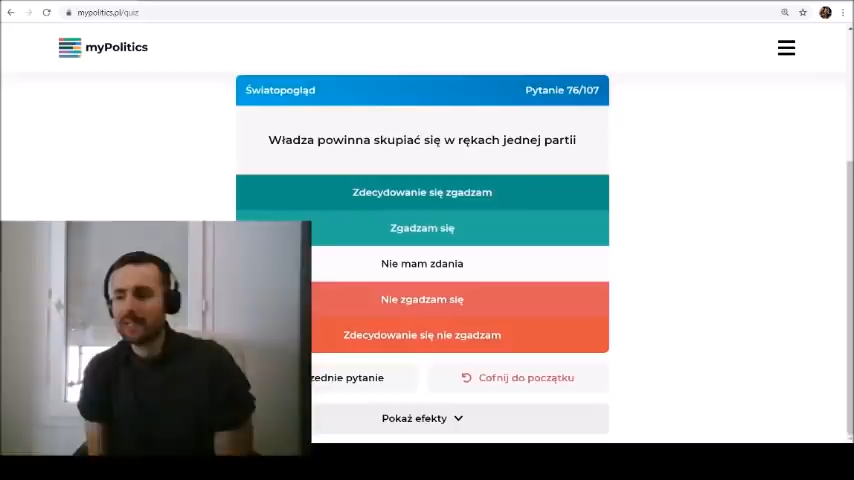 mypolitics.pl/quiz
myPolitics
Światopogląd
Pytanie 76/107
Władza powinna skupiać się w rękach jednej partii
Zdecydowanie się zgadzam
Zgadzam się
Nie mam zdania
Nie zgadzam się
Zdecydowanie się nie zgadzam
zednie pytanie
Cofnij do początku
Pokaż efekty